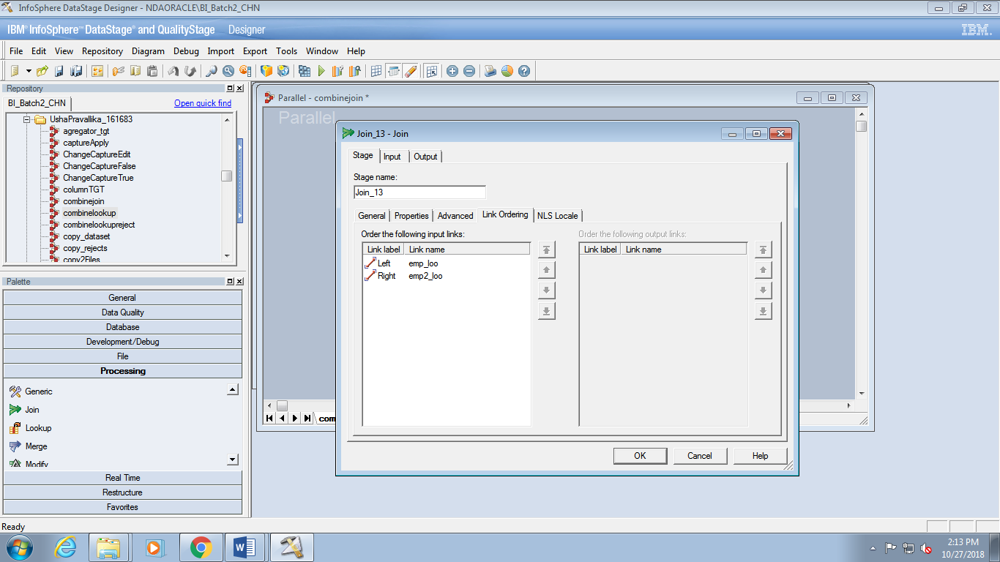 InfoSphere DataStage Designer - NDAORACLE\BI_Batch2_CHN
IBM® InfoSphere™ DataStage® and QualityStage Designer
IBM.
File Edit View Repository Diagram Debug Import Export Tools Window Help
Repository
BI_Batch2_CHN Open quick find
UshaPravallika_161683
agregator_tgt
captureApply
ChangeCaptureEdit
ChangeCaptureFalse
ChangeCaptureTrue
columnTGT
combinejoin
combinelookup
combinelookupreject
copy_dataset
copy_rejects
copy2Files
Palette
General
Data Quality
Database
Development/Debug
File
Processing
Generic
Join
Lookup
Merge
Modify
Real Time
Restructure
Favorites
Parallel - combinejoin *
Parallel
com
Join_13 - Join
Stage Input Output
Stage name:
Join_13
General Properties Advanced Link Ordering NLS Locale
Order the following input links:
Link label Link name
Left emp_loo
Right emp2_loo
Order the following output links:
Link label Link name
OK Cancel Help
Ready
2:13 PM
10/27/2018